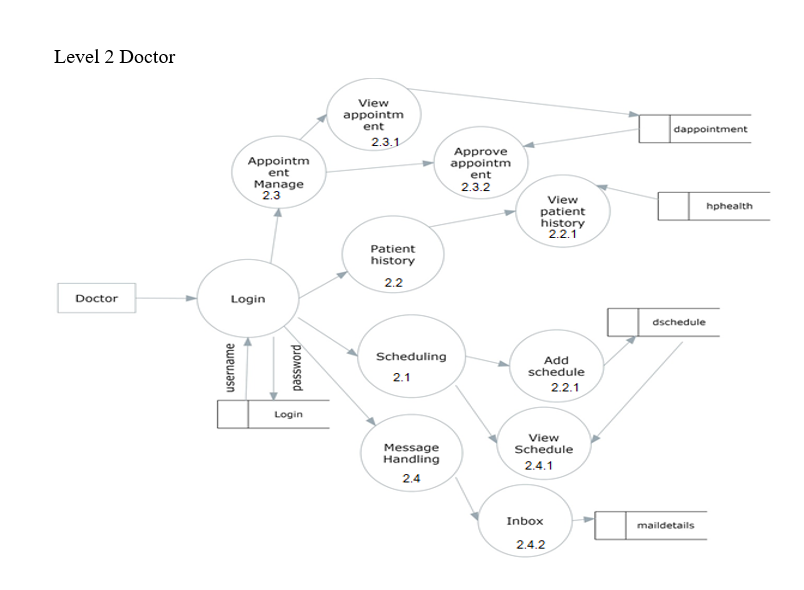 Level 2 Doctor
View
appointm
ent
2.3.1
dappointment
Approve
appointm
ent
2.3.2
Appointm
ent
Manage
2.3
View
patient
history
2.2.1
hphealth
Patient
history
2.2
Doctor
Login
dschedule
username
password
Scheduling
2.1
Add
schedule
2.2.1
Login
Message
Handling
2.4
View
Schedule
2.4.1
Inbox
2.4.2
maildetails